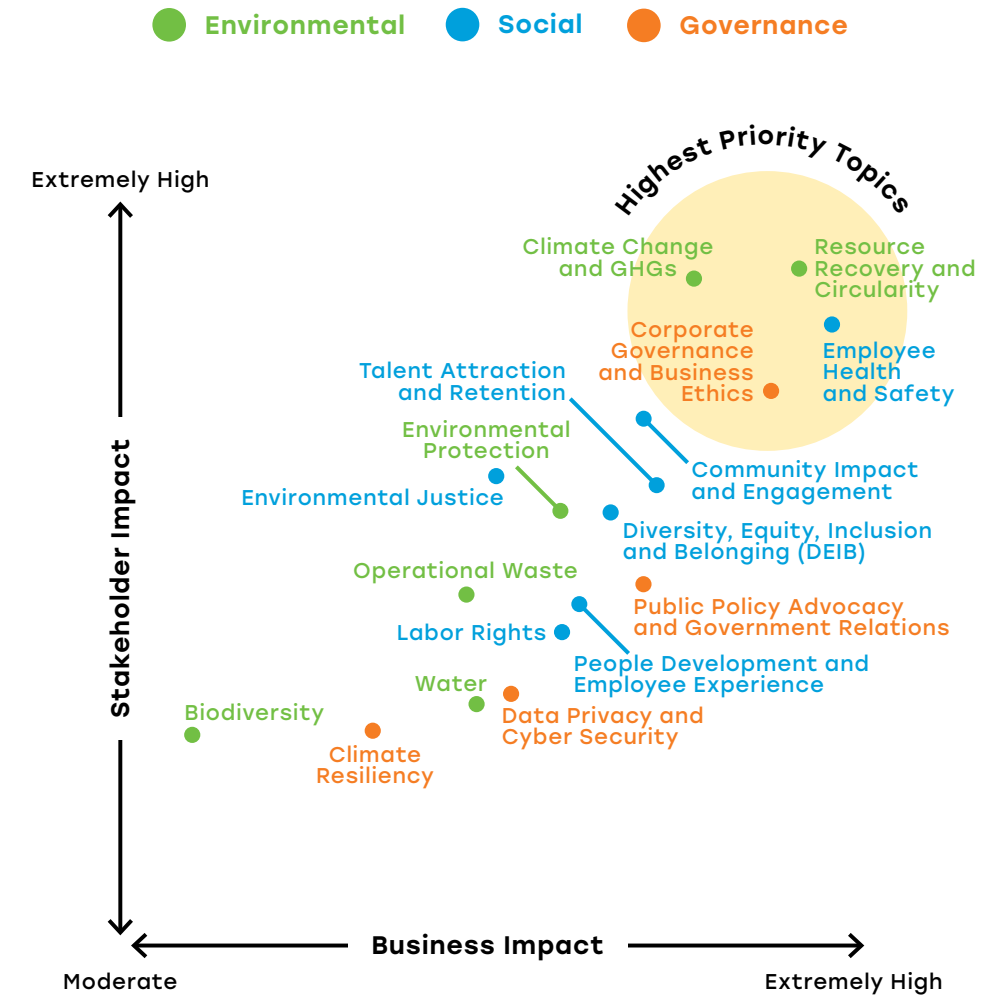 Environmental
Social
Governance
Highest Priority Topics
Extremely High
Climate Change
and GHGs
Resource
Recovery and
Circularity
Corporate
Governance
and Business
Ethics
Employee
Health
and Safety
Talent Attraction
and Retention
Environmental
Protection
Community Impact
and Engagement
Environmental Justice
Diversity, Equity, Inclusion
and Belonging (DEIB)
Operational Waste
Public Policy Advocacy
and Government Relations
Labor Rights
People Development and
Employee Experience
Water
Data Privacy and
Cyber Security
Biodiversity
Climate
Resiliency
Stakeholder Impact
Business Impact
Moderate
Extremely High